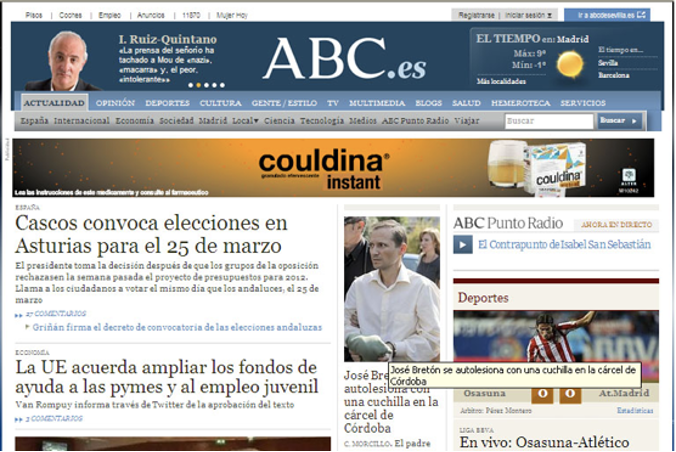 Pisos | Coches | Empleo | Anuncios | 11870 | Mujer Hoy
Registrarse | Iniciar sesión
Ir a abcdesevilla.es
I. Ruiz-Quintano
«La prensa del señorío ha
tachado a Mou de «nazi»,
«macarra» y, el peor,
«intolerante»»
ABC.es
EL TIEMPO en: Madrid
Máx: 9º
Mín: -1º
Más localidades
El tiempo en...
Sevilla
Barcelona
ACTUALIDAD OPINIÓN DEPORTES CULTURA GENTE / ESTILO TV MULTIMEDIA BLOGS SALUD HEMEROTECA SERVICIOS
España Internacional Economía Sociedad Madrid Local Ciencia Tecnología Medios ABC Punto Radio Viajar
Buscar
Buscar
Publicidad
couldina®
granulado efervescente
instant
Lea las instrucciones de este medicamento y consulte al farmacéutico
couldina
instant
ALTER
ESPAÑA
Cascos convoca elecciones en
Asturias para el 25 de marzo
El presidente toma la decisión después de que los grupos de la oposición
rechazasen la semana pasada el proyecto de presupuestos para 2012.
Llama a los ciudadanos a votar el mismo día que los andaluces, el 25 de
marzo
27 COMENTARIOS
Griñán firma el decreto de convocatoria de las elecciones andaluzas
ECONOMÍA
La UE acuerda ampliar los fondos de
ayuda a las pymes y al empleo juvenil
Van Rompuy informa través de Twitter de la aprobación del texto
2 COMENTARIOS
José Bretón se autolesiona con una cuchilla en la cárcel de
Córdoba
José Bre
autolesiona con
una cuchilla en la
cárcel de
Córdoba
C. MORCILLO. El padre
ABC Punto Radio
AHORA EN DIRECTO
El Contrapunto de Isabel San Sebastián
Deportes
Osasuna 0 0 At.Madrid
Arbitro: Pérez Montero
Estadísticas
LIGA
En vivo: Osasuna-Atlético